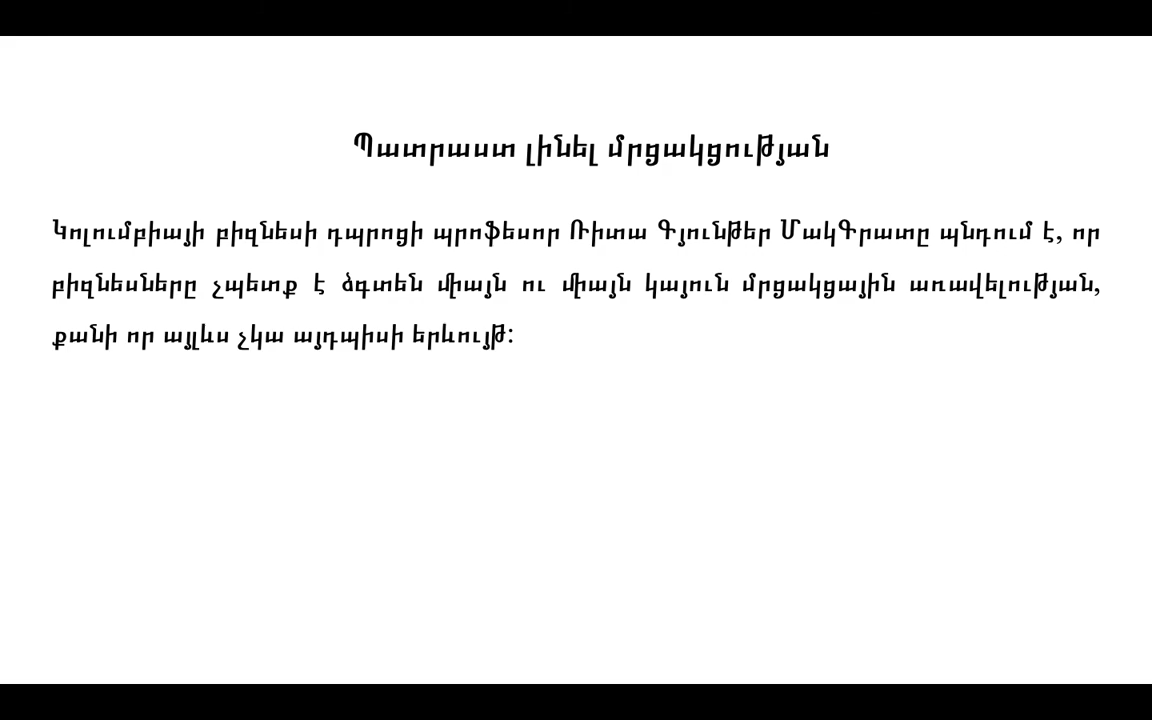 Պատրաստ լինել մրցակցության
Կոլումբիայի բիզնեսի դպրոցի պրոֆեսոր Ռիտա Գյունթեր ՄակԳրատը պնդում է, որ
բիզնեսները չպետք է ձգտեն միայն ու միայն կայուն մրցակցային առավելության,
քանի որ այլևս չկա այդպիսի երևույթ: